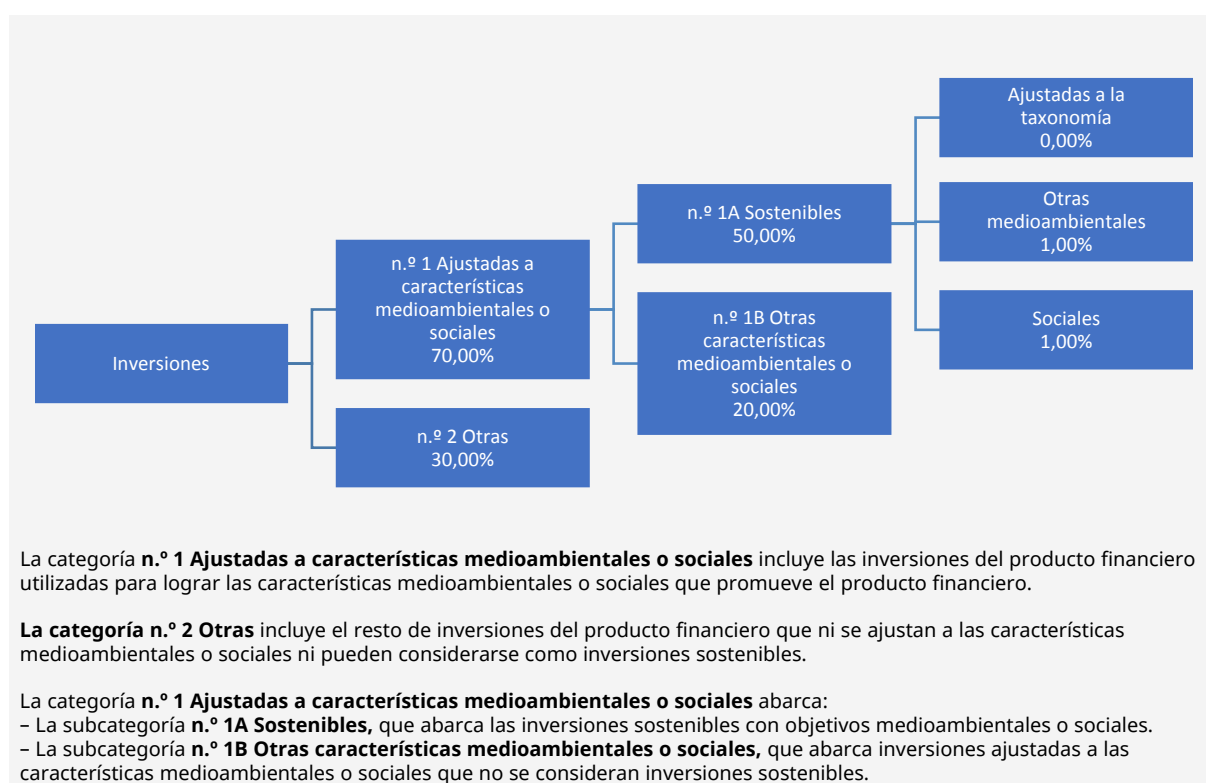 Inversiones
n.º 1 Ajustadas a
características
medioambientales o
sociales
70,00%
n.º 2 Otras
30,00%
n.º 1A Sostenibles
50,00%
n.º 1B Otras
características
medioambientales o
sociales
20,00%
Ajustadas a la
taxonomía
0,00%
Otras
medioambientales
1,00%
Sociales
1,00%
La categoría n.º 1 Ajustadas a características medioambientales o sociales incluye las inversiones del producto financiero
utilizadas para lograr las características medioambientales o sociales que promueve el producto financiero.
La categoría n.º 2 Otras incluye el resto de inversiones del producto financiero que ni se ajustan a las características
medioambientales o sociales ni pueden considerarse como inversiones sostenibles.
La categoría n.º 1 Ajustadas a características medioambientales o sociales abarca:
– La subcategoría n.º 1A Sostenibles, que abarca las inversiones sostenibles con objetivos medioambientales o sociales.
– La subcategoría n.º 1B Otras características medioambientales o sociales, que abarca inversiones ajustadas a las
características medioambientales o sociales que no se consideran inversiones sostenibles.